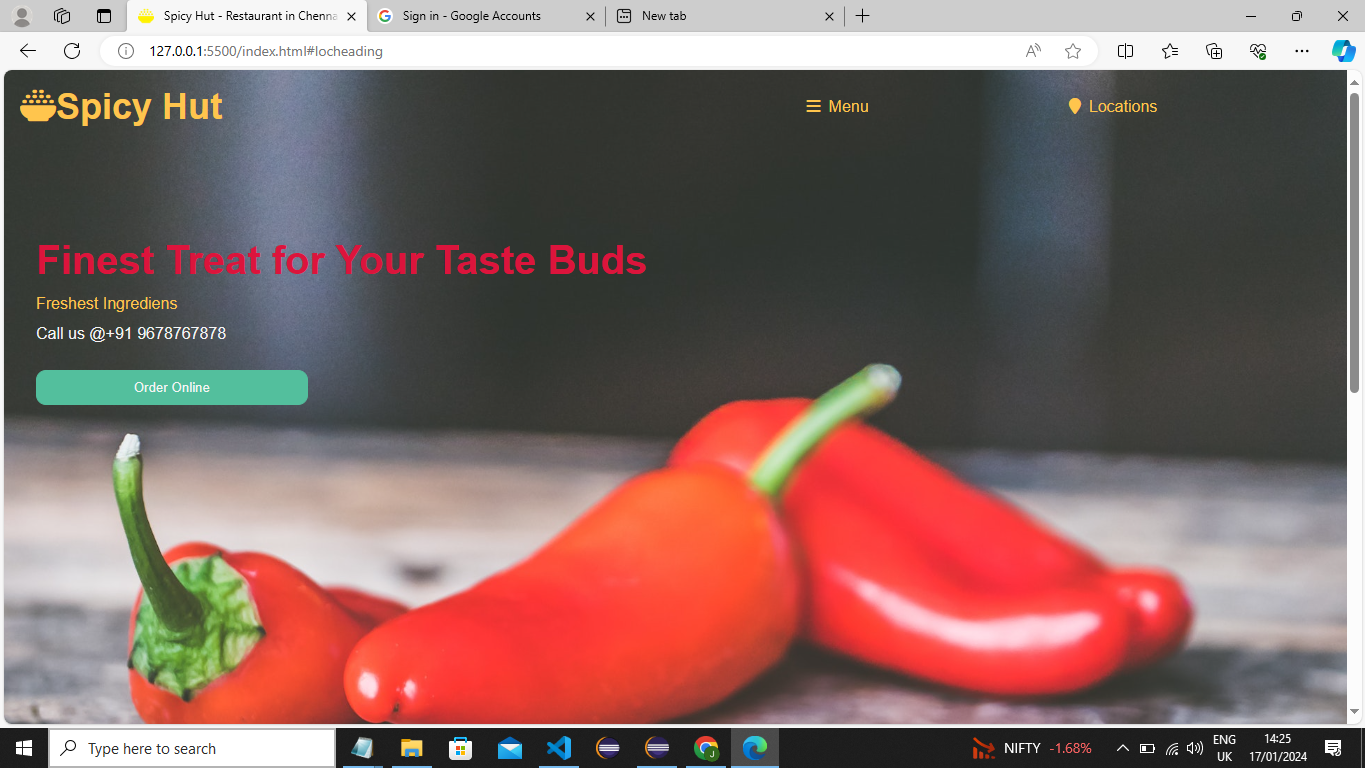 Spicy Hut - Restaurant in Chenna
Sign in - Google Accounts
New tab
127.0.0.1:5500/index.html#locheading
Spicy Hut
Menu
Locations
Finest Treat for Your Taste Buds
Freshest Ingrediens
Call us @+91 9678767878
Order Online
Type here to search
NIFTY -1.68%
ENG
UK
14:25
17/01/2024